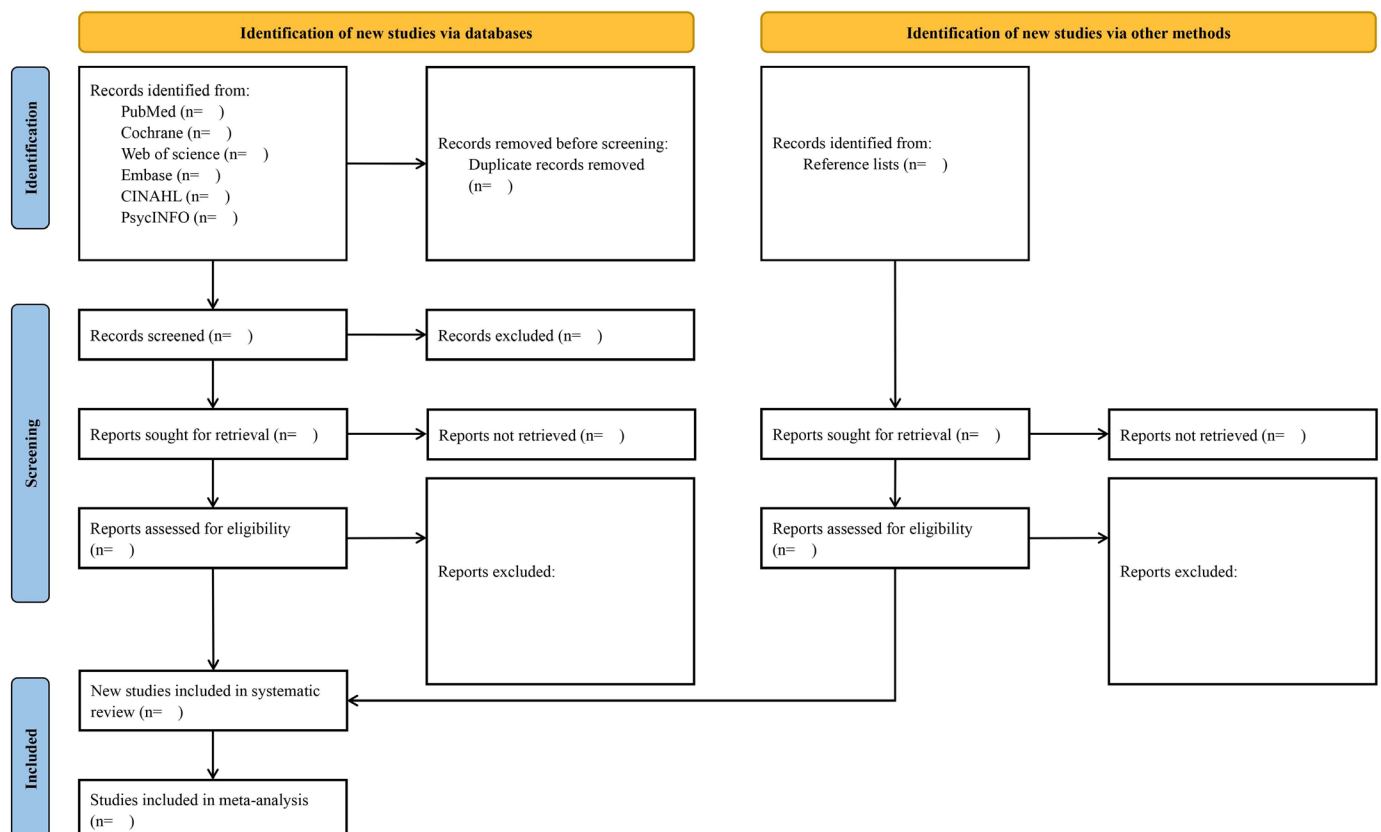 Identification of new studies via databases
Identification of new studies via other methods
Identification
Records identified from:
PubMed (n=    )
Cochrane (n=    )
Web of science (n=    )
Embase (n=    )
CINAHL (n=    )
PsycINFO (n=    )
Records removed before screening:
Duplicate records removed
(n=    )
Records identified from:
Reference lists (n=    )
Screening
Records screened (n=    )
Records excluded (n=    )
Reports sought for retrieval (n=    )
Reports not retrieved (n=    )
Reports sought for retrieval (n=    )
Reports not retrieved (n=    )
Reports assessed for eligibility
(n=    )
Reports excluded:
Reports assessed for eligibility
(n=    )
Reports excluded:
Included
New studies included in systematic
review (n=    )
Studies included in meta-analysis
(n=    )